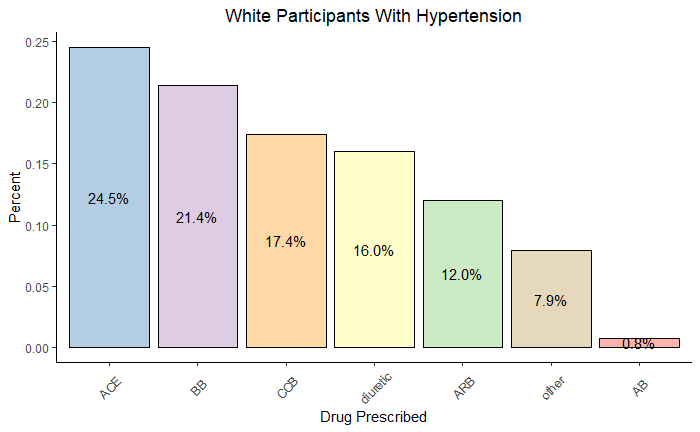 White Participants With Hypertension
Percent
0.25
0.20
0.15
0.10
0.05
0.00
24.5%
21.4%
17.4%
16.0%
12.0%
7.9%
0.8%
ACE
BB
CCB
diuretic
ARB
other
AB
Drug Prescribed